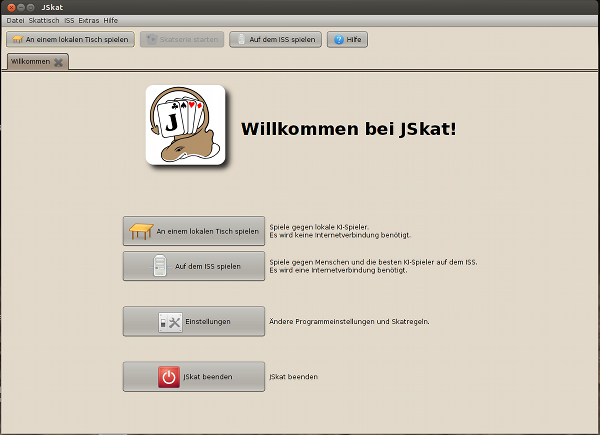 JSkat
Datei Skattisch ISS Extras Hilfe
An einem lokalen Tisch spielen Skatserie starten Auf dem ISS spielen Hilfe
Willkommen
J
Willkommen bei JSkat!
An einem lokalen Tisch spielen
Spiele gegen lokale KI-Spieler.
Es wird keine Internetverbindung benötigt.
Auf dem ISS spielen
Spiele gegen Menschen und die besten KI-Spieler auf dem ISS.
Es wird eine Internetverbindung benötigt.
Einstellungen
Ändere Programmeinstellungen und Skatregeln.
JSkat beenden
JSkat beenden